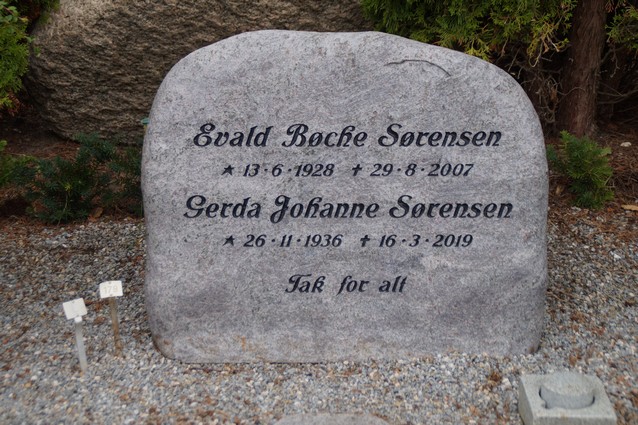 Evald Bøche Sørensen
★ 13·6·1928 ✝ 29·8·2007
Gerda Johanne Sørensen
★ 26·11·1936 ✝ 16·3·2019
Tak for alt